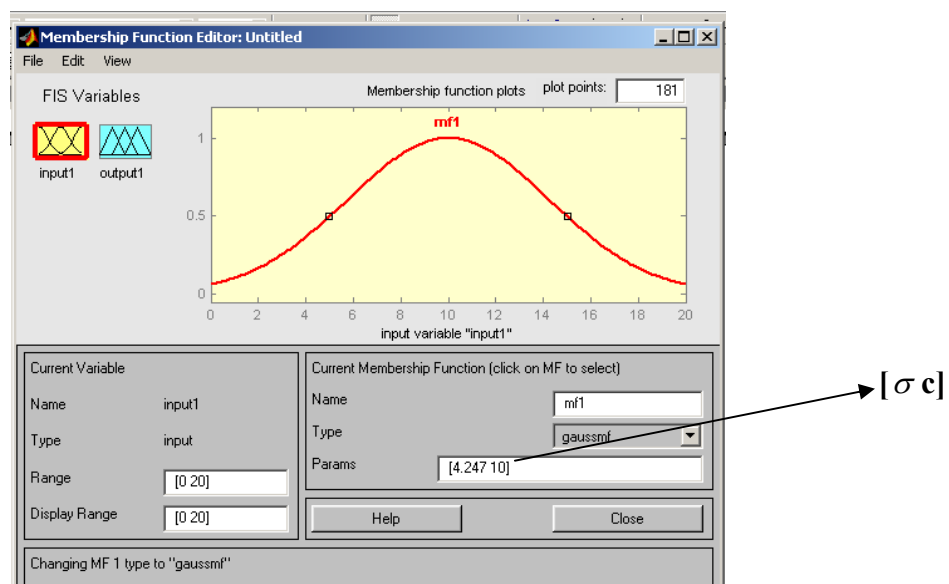 Membership Function Editor: Untitled
File Edit View
FIS Variables
Membership function plots plot points: 181
input1 output1
mf1
1
0.5
0
0 2 4 6 8 10 12 14 16 18 20
input variable "input1"
Current Variable
Name input1
Type input
Range [0 20]
Display Range [0 20]
Current Membership Function (click on MF to select)
Name mf1
Type gaussmf
Params [4.247 10]
[ σ c]
Help Close
Changing MF 1 type to "gaussmf"